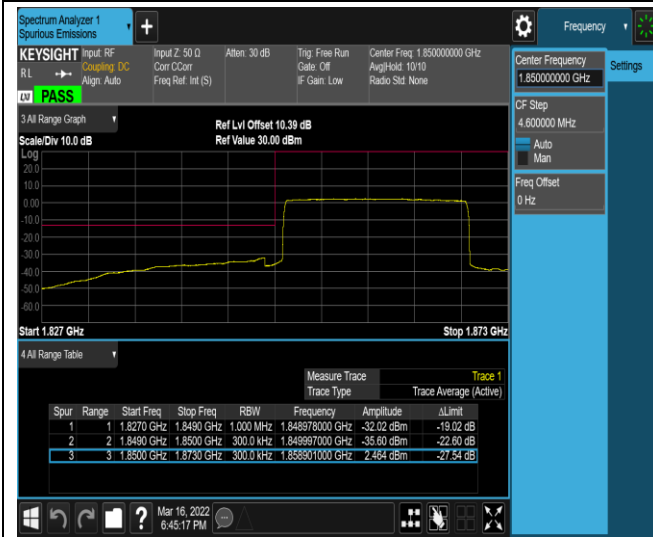 Spectrum Analyzer 1
Spurious Emissions
Frequency
KEYSIGHT
RL
PASS
Input: RF
Coupling: DC
Align: Auto
Input Z: 50 Ω
Corr CCorr
Freq Ref: Int (S)
Atten: 30 dB
Trig: Free Run
Gate: Off
IF Gain: Low
Center Freq: 1.850000000 GHz
Avg|Hold: 10/10
Radio Std: None
Center Frequency
1.850000000 GHz
Settings
CF Step
4.600000 MHz
Auto
Man
Freq Offset
0 Hz
3 All Range Graph
Scale/Div 10.0 dB
Ref Lvl Offset 10.39 dB
Ref Value 30.00 dBm
Log
20.0
10.0
0.00
-10.0
-20.0
-30.0
-40.0
-50.0
-60.0
Start 1.827 GHz
Stop 1.873 GHz
4 All Range Table
Measure Trace Trace 1
Trace Type Trace Average (Active)
Spur Range Start Freq Stop Freq RBW Frequency Amplitude ΔLimit
1 1 1.8270 GHz 1.8490 GHz 1.000 MHz 1.848978000 GHz -32.02 dBm -19.02 dB
2 2 1.8490 GHz 1.8500 GHz 300.0 kHz 1.849997000 GHz -35.60 dBm -22.60 dB
3 3 1.8500 GHz 1.8730 GHz 300.0 kHz 1.858901000 GHz 2.464 dBm -27.54 dB
?
Mar 16, 2022
6:45:17 PM